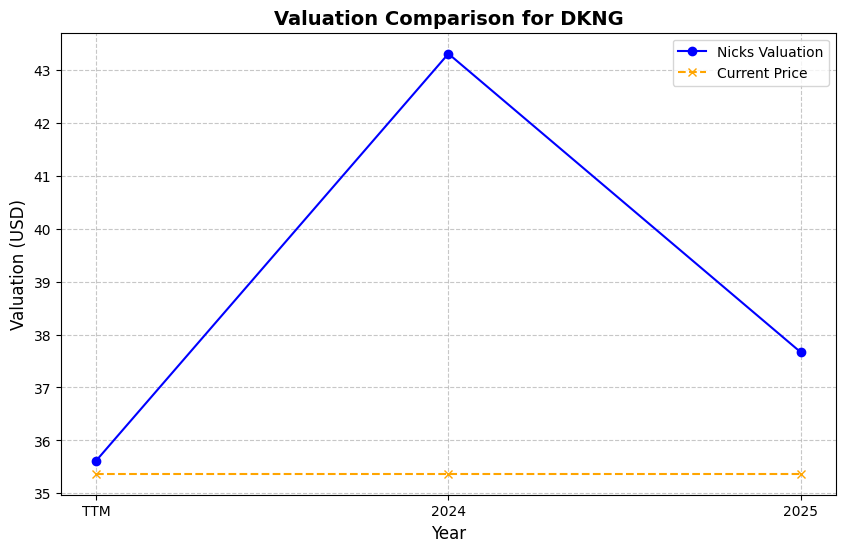 Valuation Comparison for DKNG
Nicks Valuation
Current Price
Valuation (USD)
43
42
41
40
39
38
37
36
35
TTM
2024
2025
Year